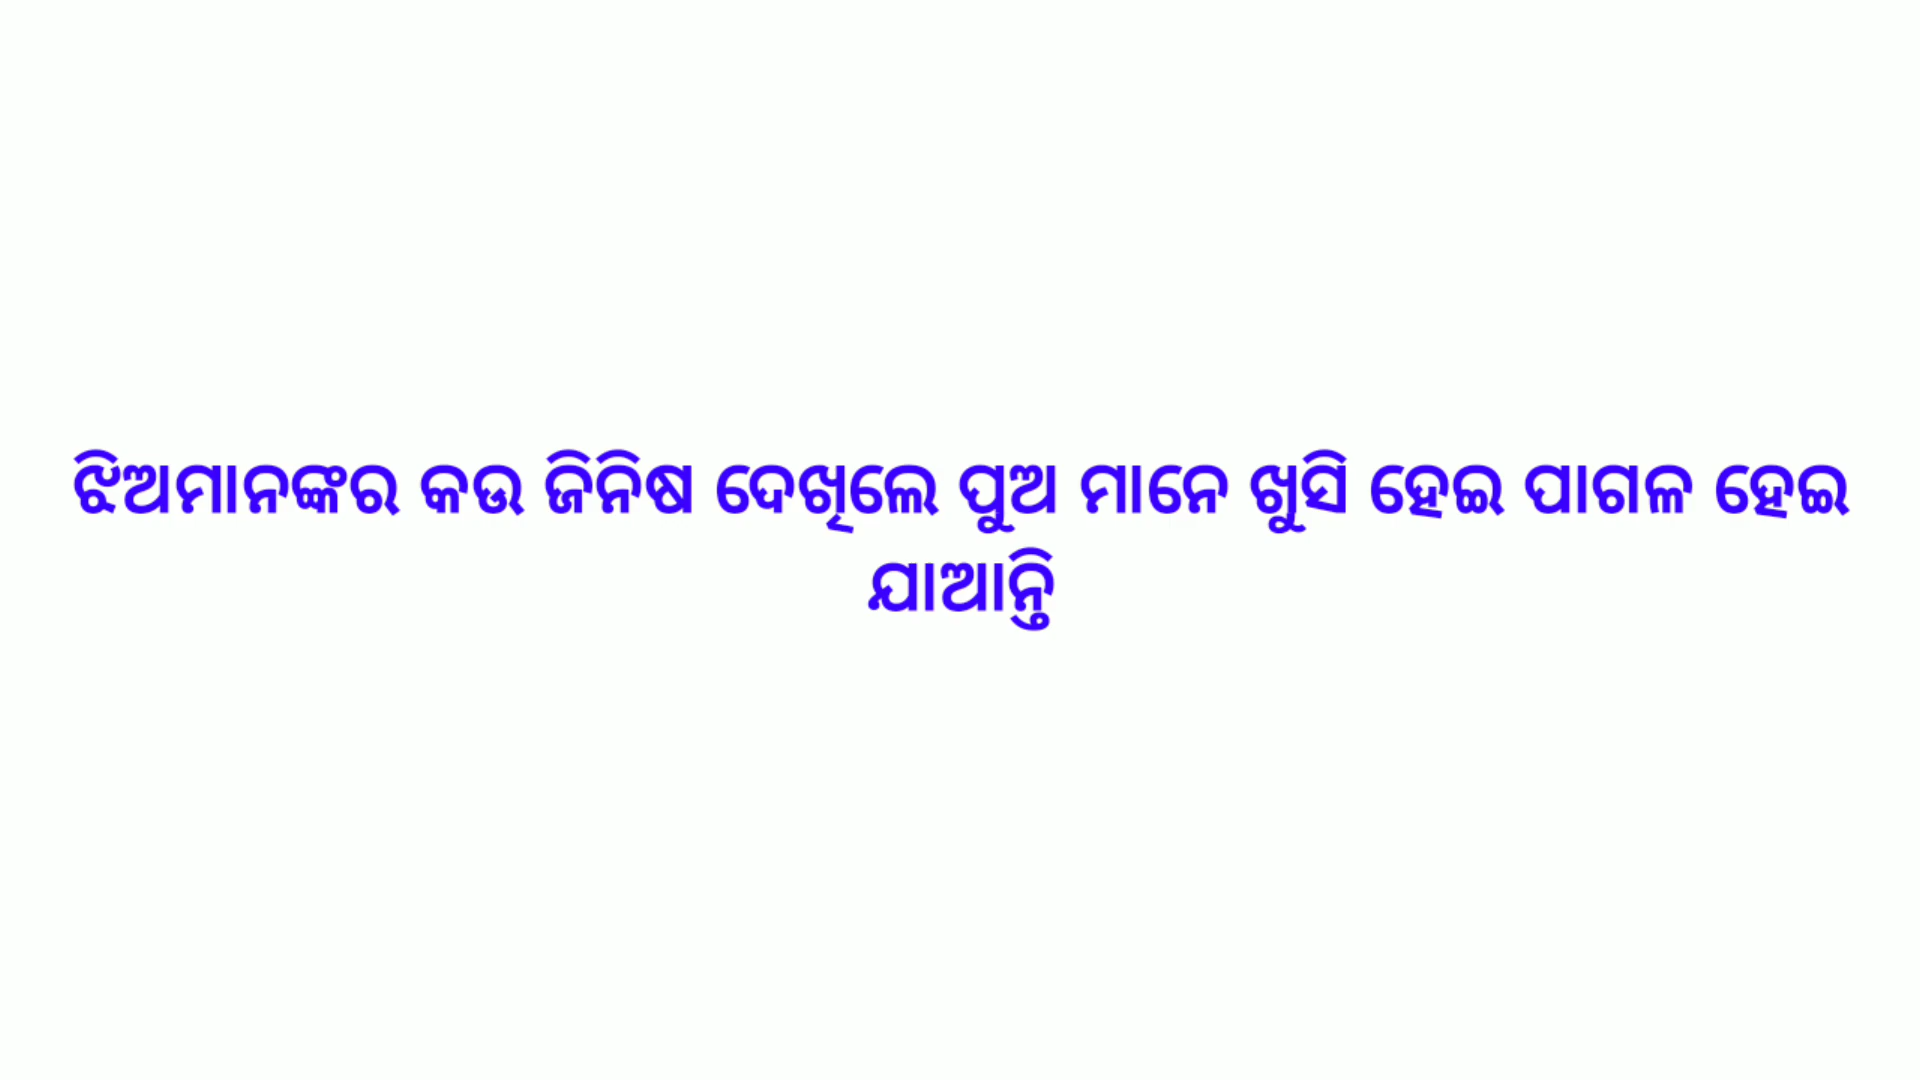 ଝିଅମାନଙ୍କର କଉ ଜିନିଷ ଦେଖିଲେ ପୁଅ ମାନେ ଖୁସି ହେଇ ପାଗଳ ହେଇ
ଯାଆନ୍ତି